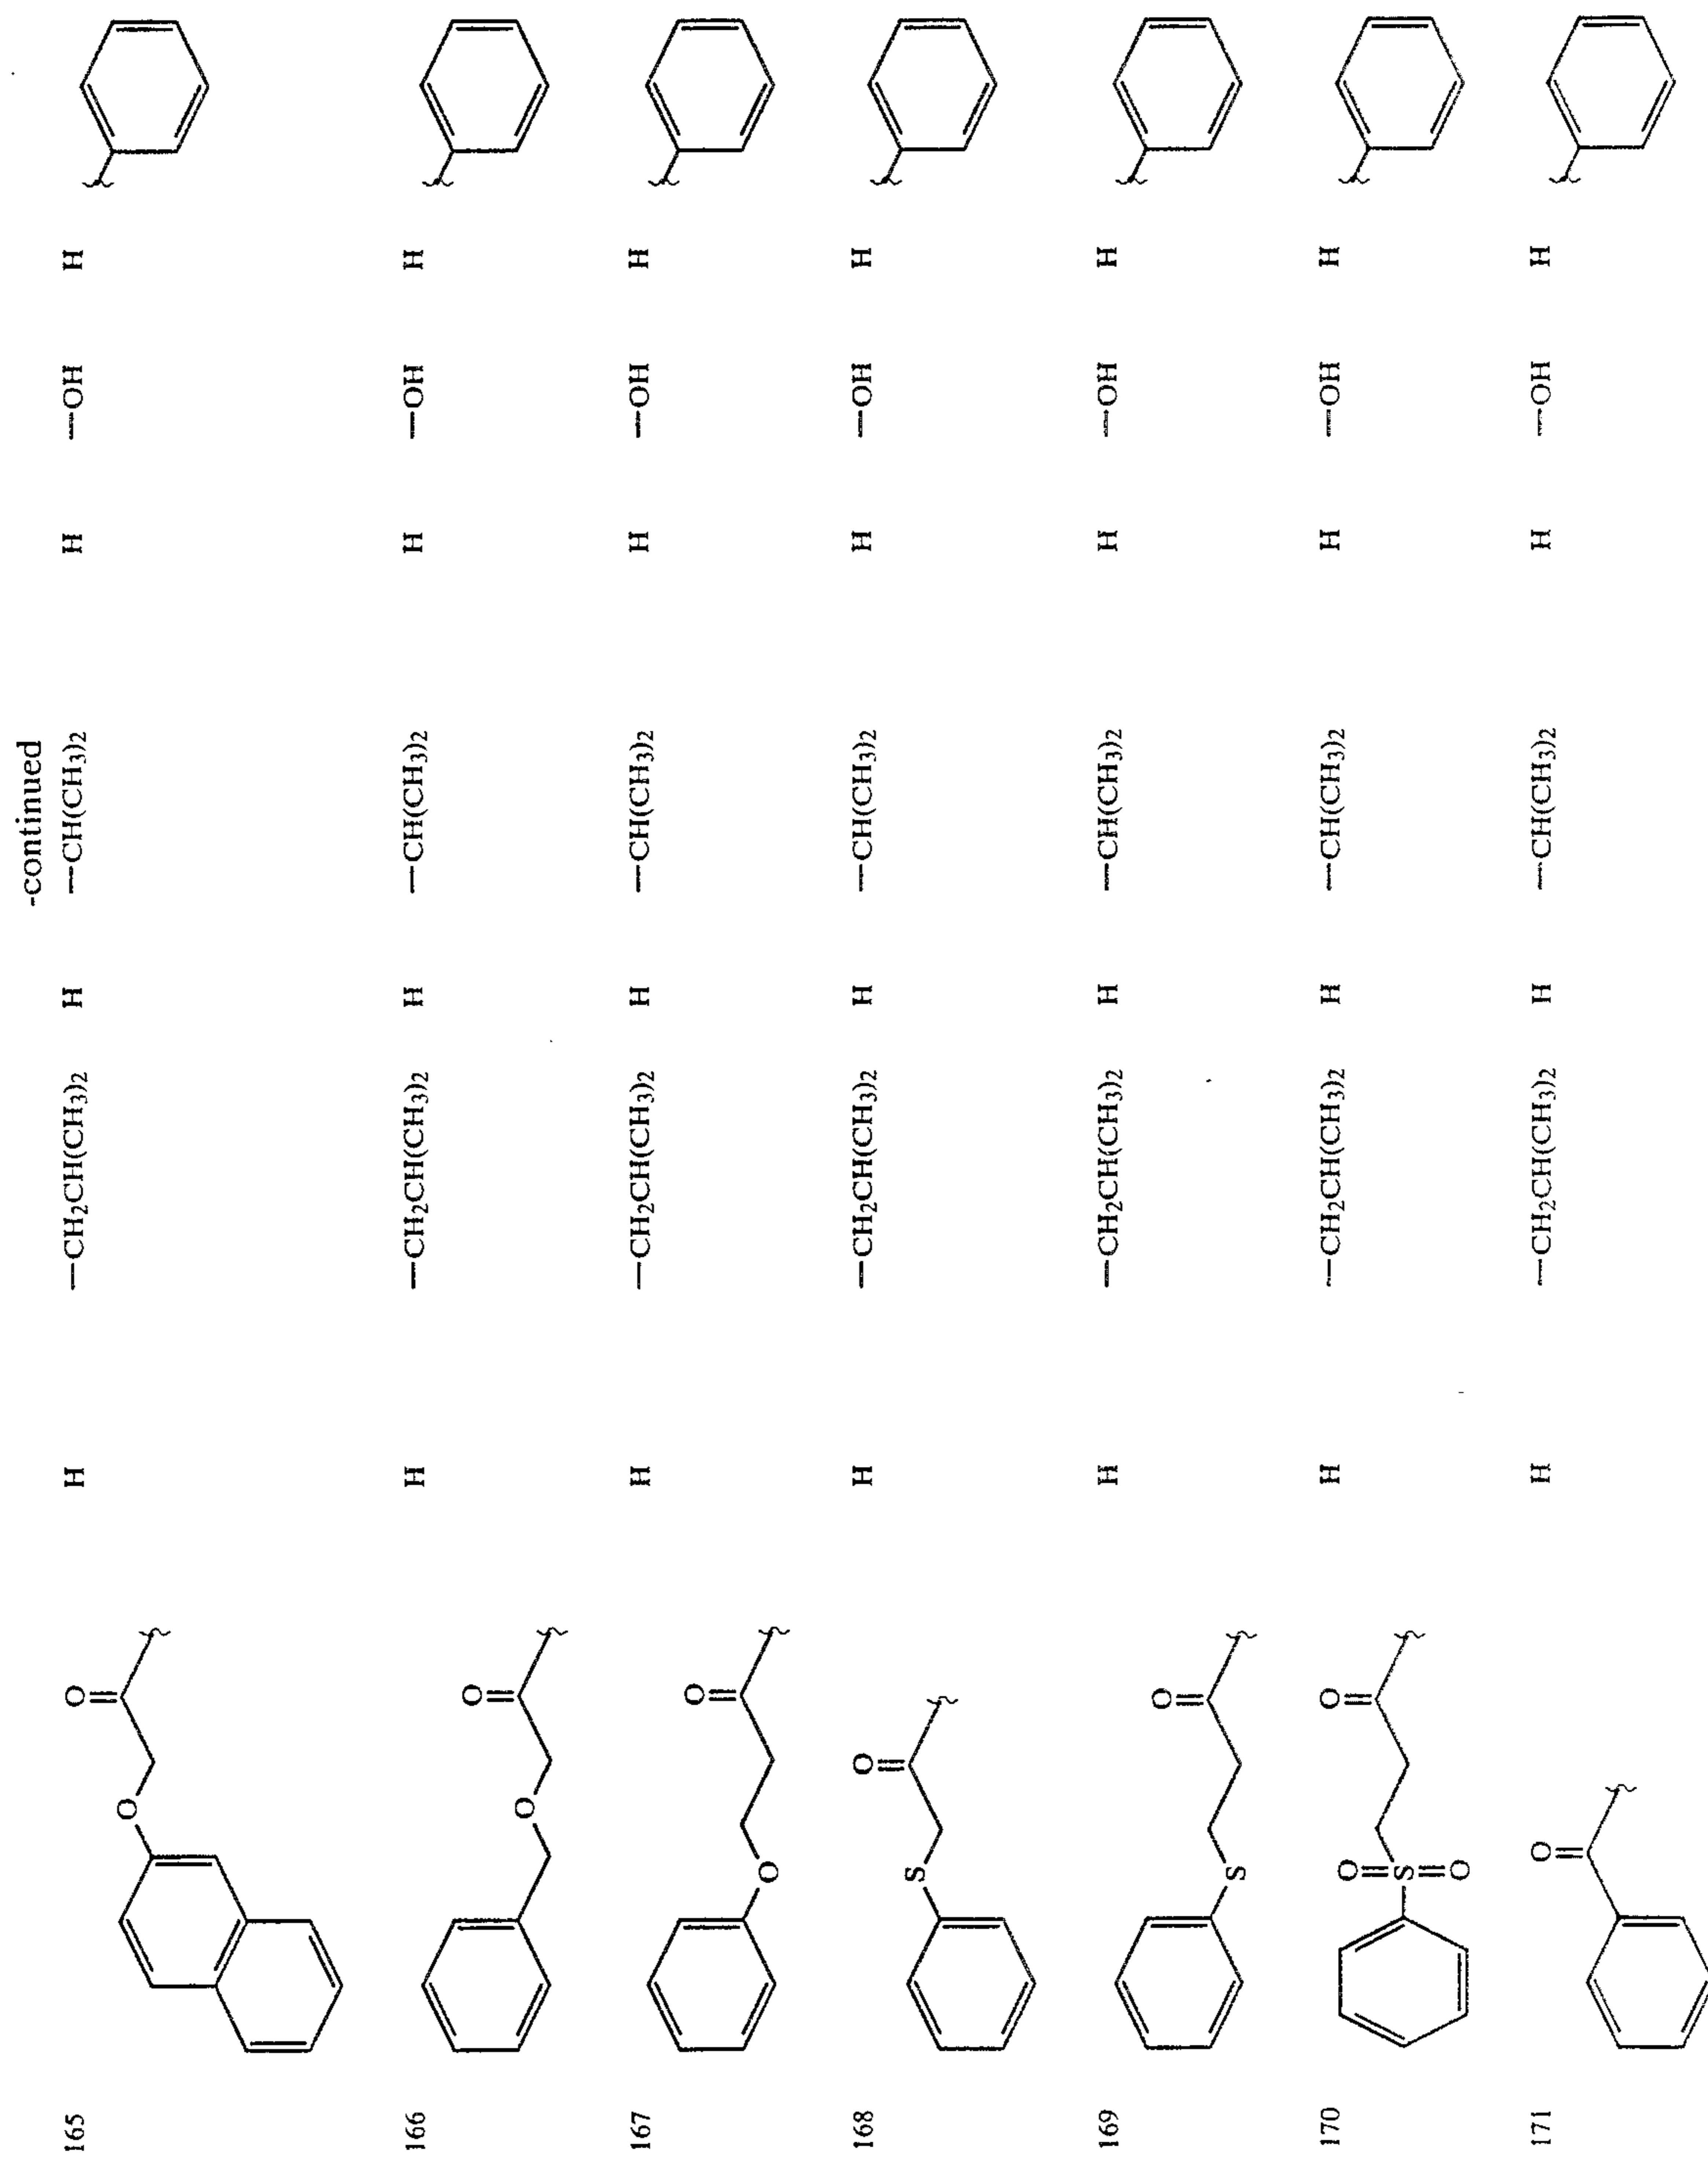 -continued
165 H —CH2CH(CH3)2 H —CH(CH3)2 H —OH H
O
O
166 H —CH2CH(CH3)2 H —CH(CH3)2 H —OH H
O
O
167 H —CH2CH(CH3)2 H —CH(CH3)2 H —OH H
O
O
168 H —CH2CH(CH3)2 H —CH(CH3)2 H —OH H
O
S
169 H —CH2CH(CH3)2 H —CH(CH3)2 H —OH H
O
S
170 H —CH2CH(CH3)2 H —CH(CH3)2 H —OH H
O
O
S
O
171 H —CH2CH(CH3)2 H —CH(CH3)2 H —OH H
O